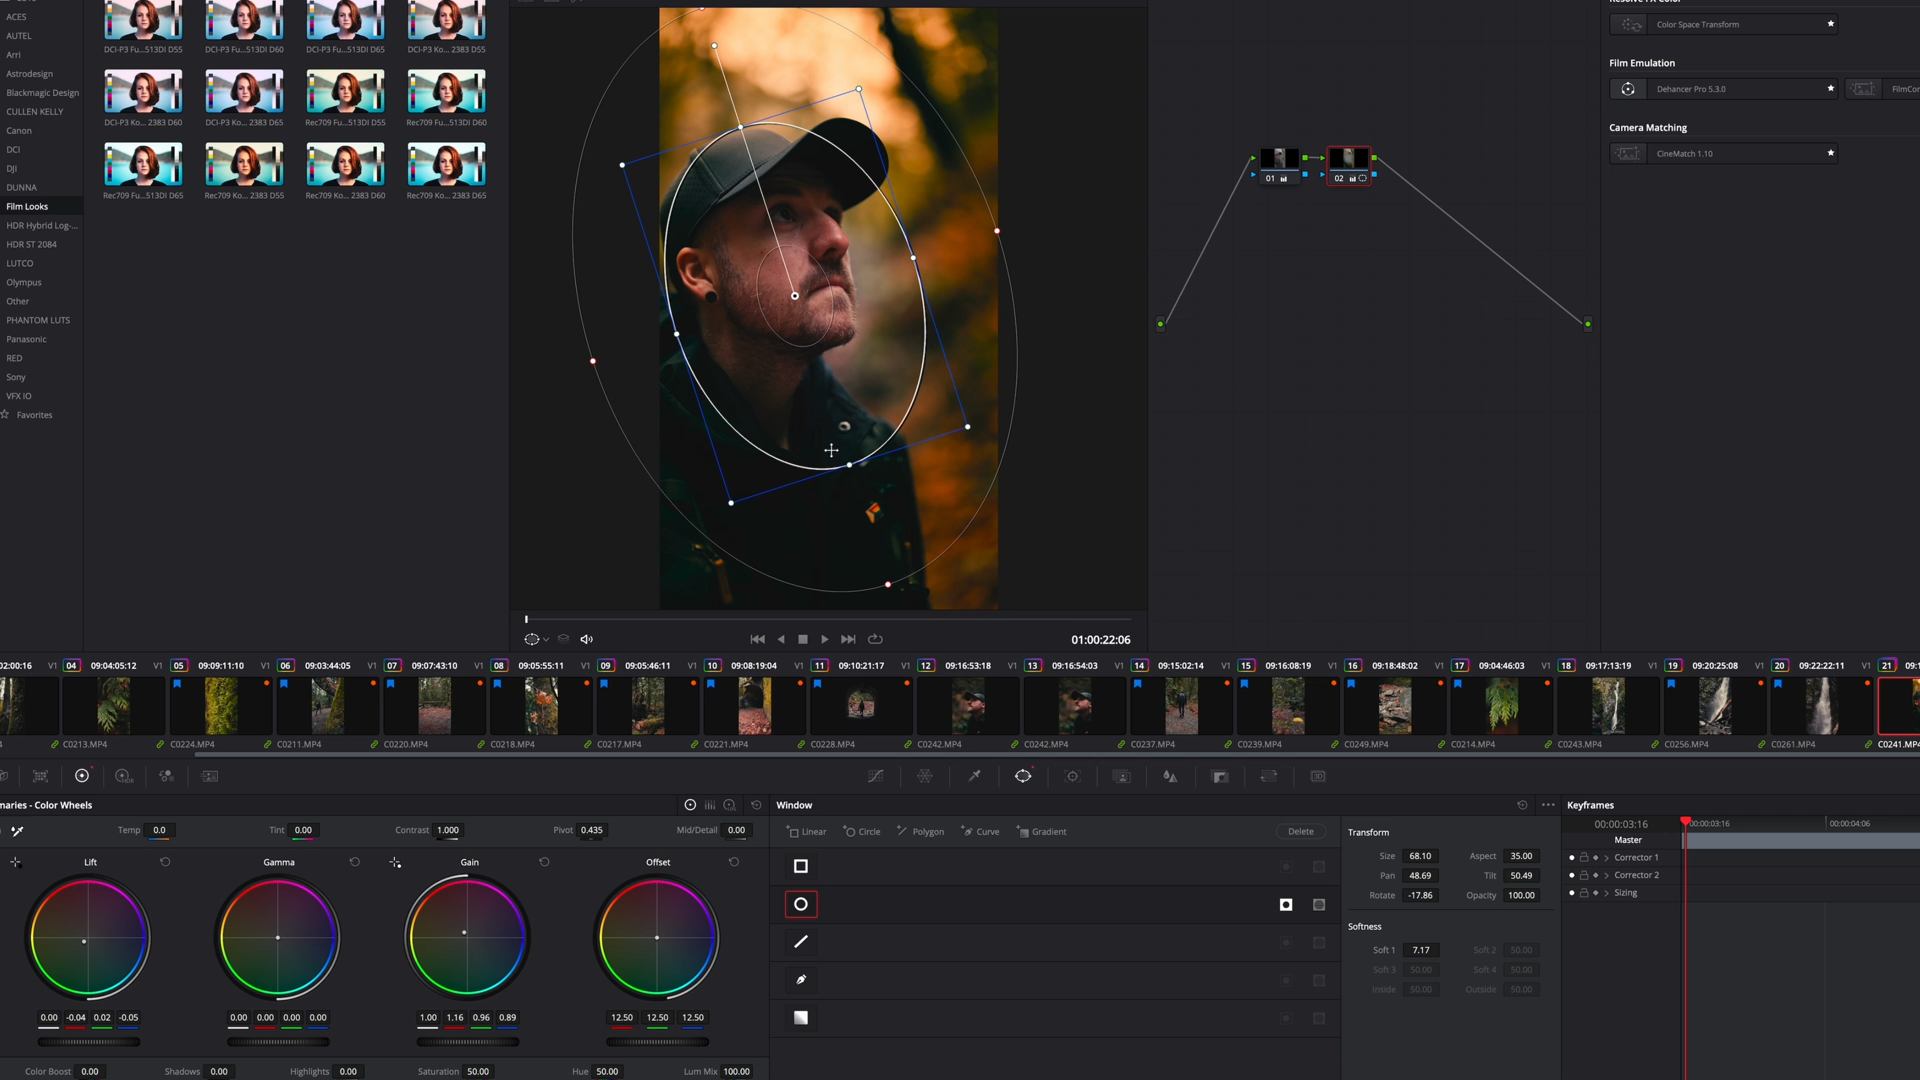 ACES
AUTEL
Arri
Astrodesign
Blackmagic Design
CULLEN KELLY
Canon
DCI
DJI
DUNNA
Film Looks
HDR Hybrid Log-...
HDR ST 2084
LUTCO
Olympus
Other
PHANTOM LUTS
Panasonic
RED
Sony
VFX IO
Favorites
DCI-P3 Fu...513DI D55
DCI-P3 Fu...513DI D60
DCI-P3 Fu...513DI D65
DCI-P3 Ko... 2383 D55
DCI-P3 Ko... 2383 D60
DCI-P3 Ko... 2383 D65
Rec709 Fu...513DI D55
Rec709 Fu...513DI D60
Rec709 Fu...513DI D65
Rec709 Ko... 2383 D55
Rec709 Ko... 2383 D60
Rec709 Ko... 2383 D65
01:00:22:06
01
02
Color Space Transform
Film Emulation
Dehancer Pro 5.3.0
FilmCon
Camera Matching
CineMatch 1.10
02:00:16 V1 04 09:04:05:12 V1 05 09:09:11:10 V1 06 09:03:44:05 V1 07 09:07:43:10 V1 08 09:05:55:11 V1 09 09:05:46:11 V1 10 09:08:19:04 V1 11 09:10:21:17 V1 12 09:16:53:18 V1 13 09:16:54:03 V1 14 09:15:02:14 V1 15 09:16:08:19 V1 16 09:18:48:02 V1 17 09:04:46:03 V1 18 09:17:13:19 V1 19 09:20:25:08 V1 20 09:22:22:11 V1 21 09:1
4 C0213.MP4 C0224.MP4 C0211.MP4 C0220.MP4 C0218.MP4 C0217.MP4 C0221.MP4 C0228.MP4 C0242.MP4 C0242.MP4 C0237.MP4 C0239.MP4 C0249.MP4 C0214.MP4 C0243.MP4 C0256.MP4 C0261.MP4 C0241.MP4
maries - Color Wheels
Temp 0.0 Tint 0.00 Contrast 1.000 Pivot 0.435 Mid/Detail 0.00
Lift Gamma Gain Offset
0.00 -0.04 0.02 -0.05 0.00 0.00 0.00 0.00 1.00 1.16 0.96 0.89 12.50 12.50 12.50
Color Boost 0.00 Shadows 0.00 Highlights 0.00 Saturation 50.00 Hue 50.00 Lum Mix 100.00
Window
Linear Circle Polygon Curve Gradient Delete
Transform
Size 68.10 Aspect 35.00
Pan 48.69 Tilt 50.49
Rotate -17.86 Opacity 100.00
Softness
Soft 1 7.17 Soft 2 50.00
Soft 3 50.00 Soft 4 50.00
Inside 50.00 Outside 50.00
Keyframes
00:00:03:16 00:00:03:16 00:00:04:06
Master
Corrector 1
Corrector 2
Sizing